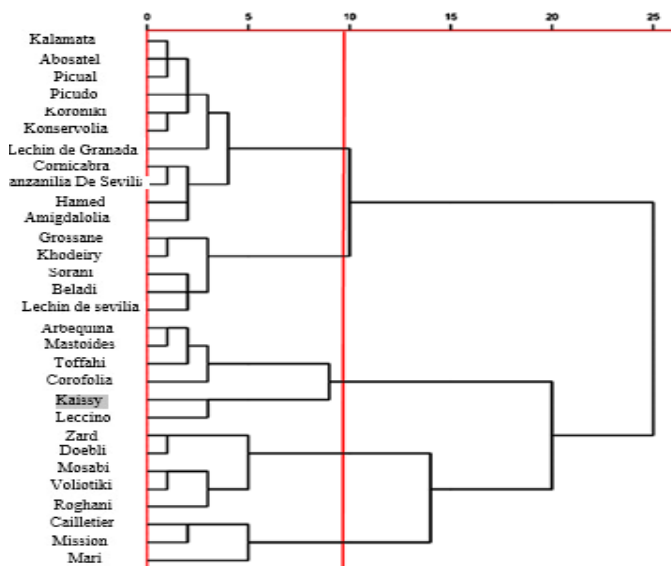 0 5 10 15 20 25
Kalamata
Abosatel
Picual
Picudo
Koroniki
Konservolia
Lechin de Granada
Cornicabra
anzanilia De Sevilia
Hamed
Amigdalolia
Grossane
Khodeiry
Sorani
Beladi
Lechin de sevilia
Arbequina
Mastoides
Toffahi
Corofolia
Kaissy
Leccino
Zard
Doebli
Mosabi
Voliotiki
Roghani
Cailletier
Mission
Mari